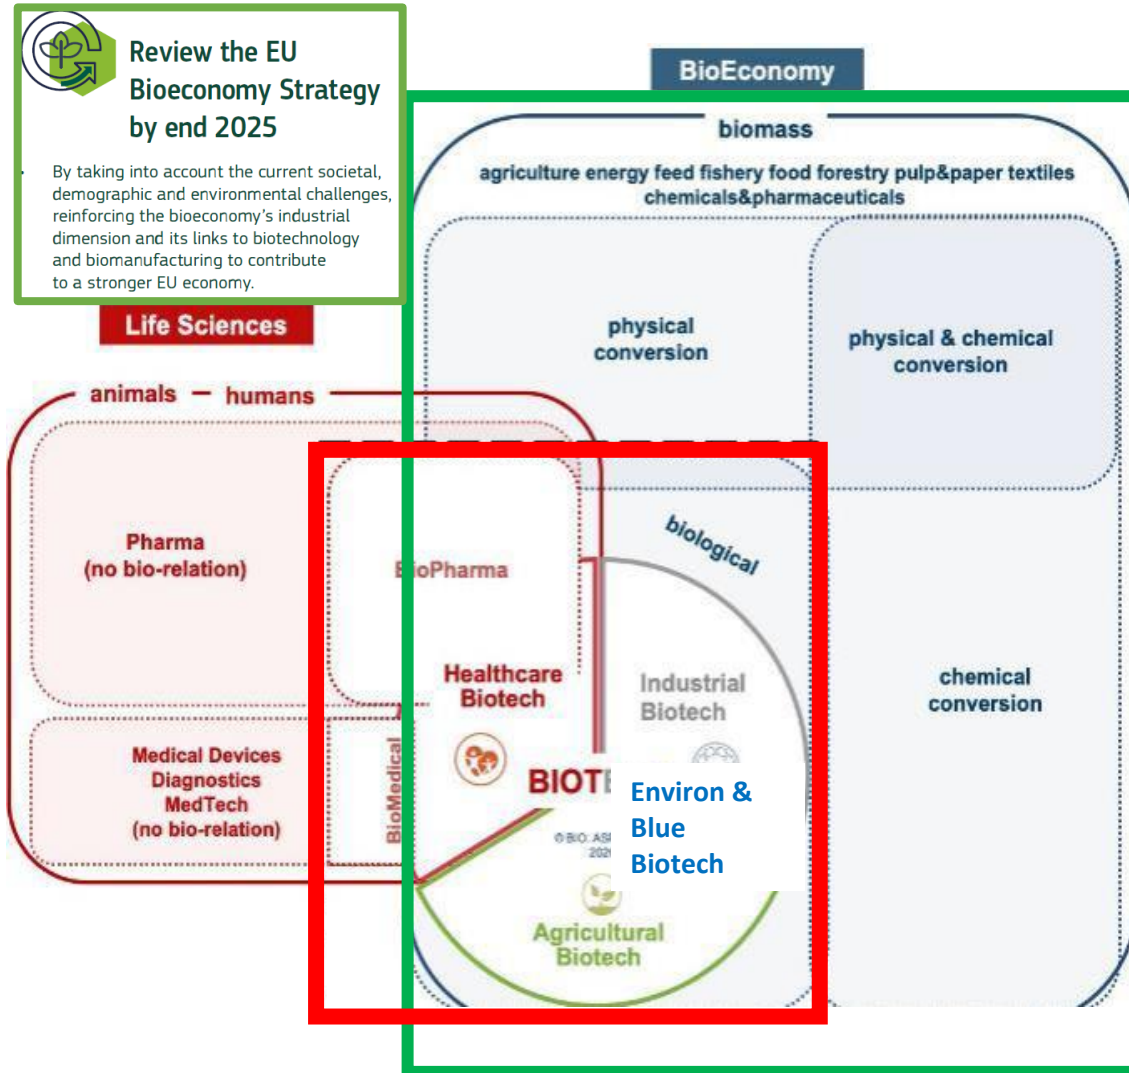 Review the EU
Bioeconomy Strategy
by end 2025
By taking into account the current societal,
demographic and environmental challenges,
reinforcing the bioeconomy's industrial
dimension and its links to biotechnology
and biomanufacturing to contribute
to a stronger EU economy.
BioEconomy
biomass
agriculture energy feed fishery food forestry pulp&paper textiles
chemicals&pharmaceuticals
physical
conversion
physical & chemical
conversion
Life Sciences
animals – humans
Pharma
(no bio-relation)
BioPharma
biological
Healthcare
Biotech
Industrial
Biotech
chemical
conversion
Medical Devices
Diagnostics
MedTech
(no bio-relation)
BioMedical
BIOT
Environ &
Blue
Biotech
© BIO:
Agricultural
Biotech